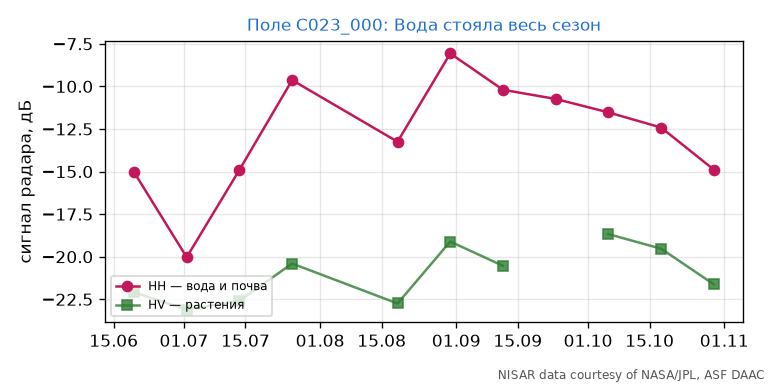 Поле C023_000: Вода стояла весь сезон
сигнал радара, дБ
−7.5
−10.0
−12.5
−15.0
−17.5
−20.0
−22.5
HH — вода и почва
HV — растения
15.06 01.07 15.07 01.08 15.08 01.09 15.09 01.10 15.10 01.11
NISAR data courtesy of NASA/JPL, ASF DAAC